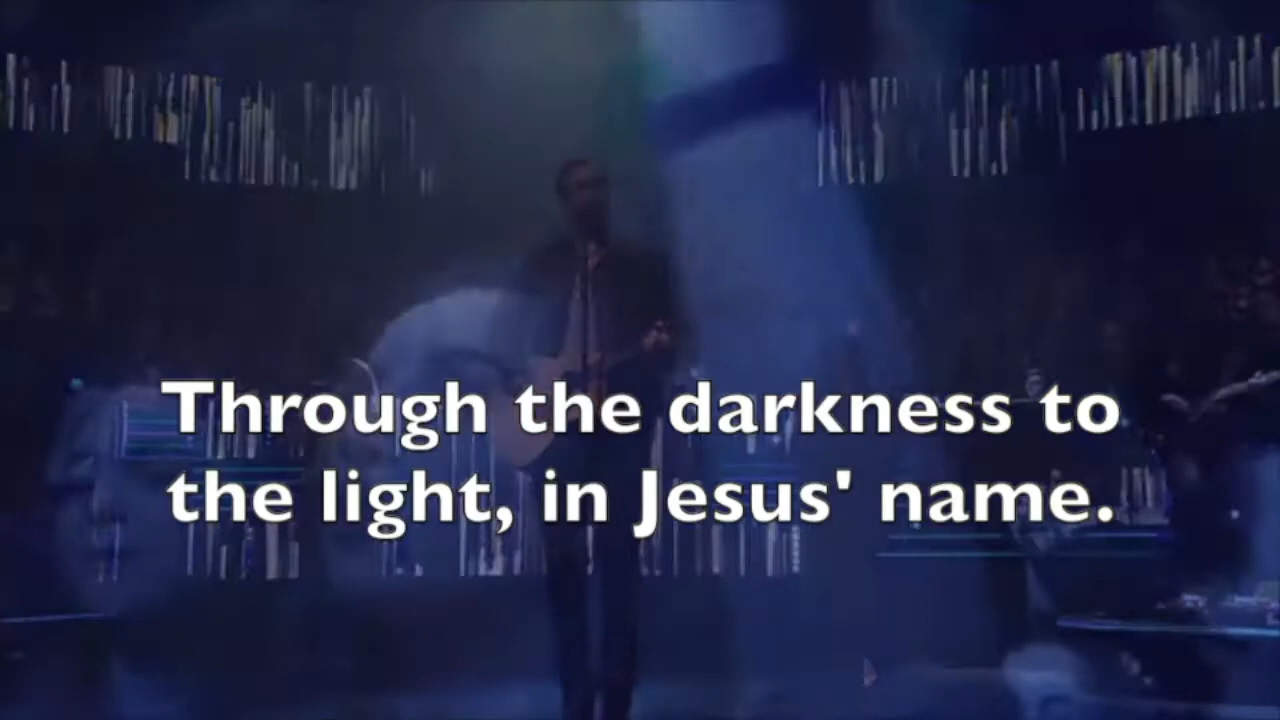 Through the darkness to
the light, in Jesus' name.